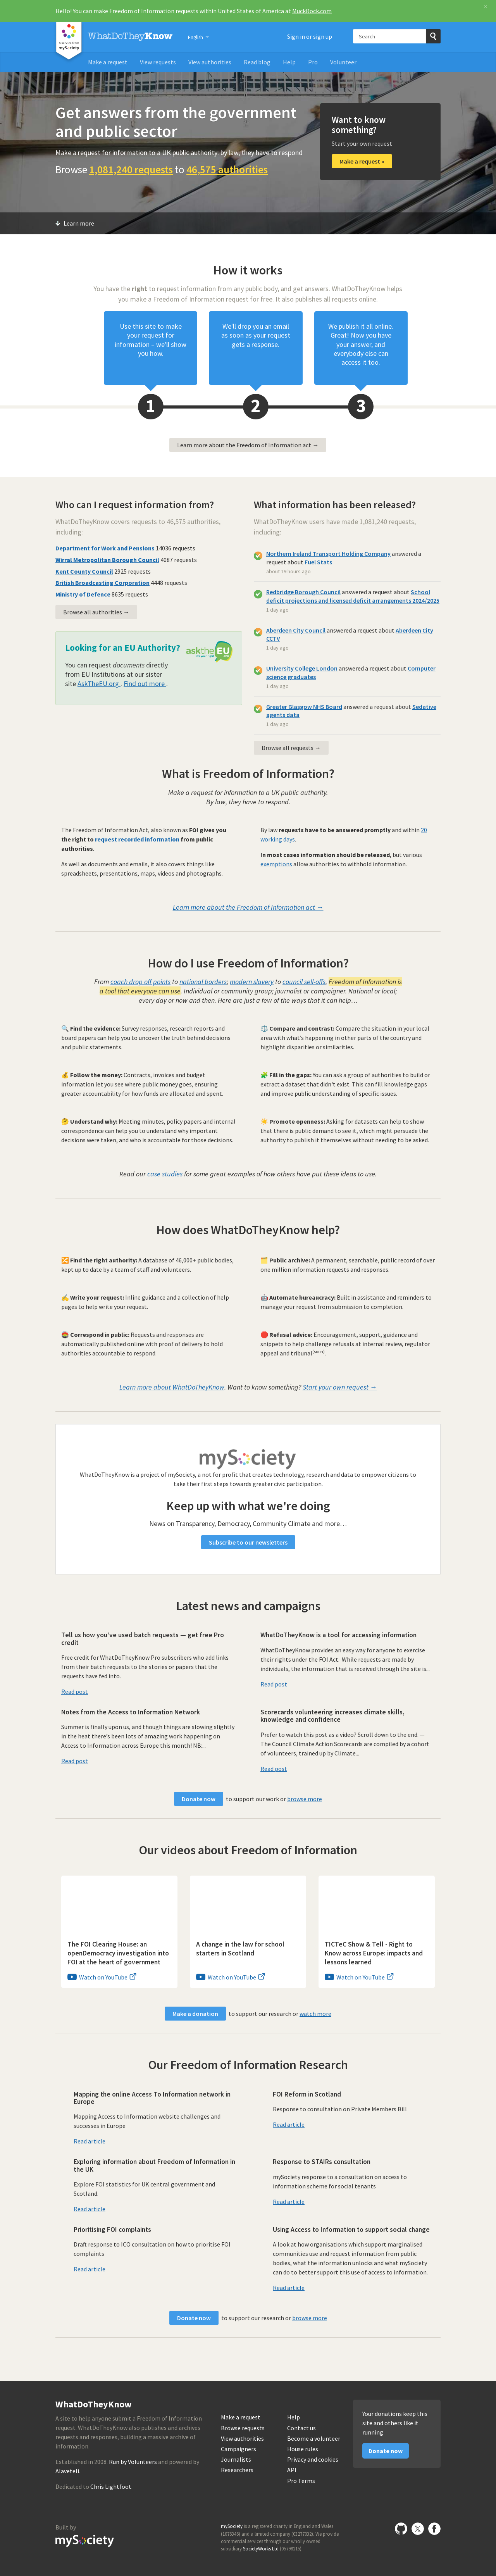 Hello! You can make Freedom of Information requests within United States of America at MuckRock.com
×
a service from
my Society
WhatDoTheyKnow
English
Sign in or sign up
Search
Make a request View requests View authorities Read blog Help Pro Volunteer
Get answers from the government
and public sector
Make a request for information to a UK public authority: by law, they have to respond
Browse 1,081,240 requests to 46,575 authorities
Want to know
something?
Start your own request
Make a request »
Learn more
How it works
You have the right to request information from any public body, and get answers. WhatDoTheyKnow helps
you make a Freedom of Information request for free. It also publishes all requests online.
Use this site to make
your request for
information – we'll show
you how.
We'll drop you an email
as soon as your request
gets a response.
We publish it all online.
Great! Now you have
your answer, and
everybody else can
access it too.
1
2
3
Learn more about the Freedom of Information act →
Who can I request information from?
WhatDoTheyKnow covers requests to 46,575 authorities,
including:
Department for Work and Pensions 14036 requests
Wirral Metropolitan Borough Council 4087 requests
Kent County Council 2925 requests
British Broadcasting Corporation 4448 requests
Ministry of Defence 8635 requests
Browse all authorities →
Looking for an EU Authority?
asktheEU
You can request documents directly
from EU Institutions at our sister
site AskTheEU.org . Find out more .
What information has been released?
WhatDoTheyKnow users have made 1,081,240 requests,
including:
Northern Ireland Transport Holding Company answered a
request about Fuel Stats
about 19 hours ago
Redbridge Borough Council answered a request about School
deficit projections and licensed deficit arrangements 2024/2025
1 day ago
Aberdeen City Council answered a request about Aberdeen City
CCTV
1 day ago
University College London answered a request about Computer
science graduates
1 day ago
Greater Glasgow NHS Board answered a request about Sedative
agents data
1 day ago
Browse all requests →
What is Freedom of Information?
Make a request for information to a UK public authority.
By law, they have to respond.
The Freedom of Information Act, also known as FOI gives you
the right to request recorded information from public
authorities.
As well as documents and emails, it also covers things like
spreadsheets, presentations, maps, videos and photographs.
By law requests have to be answered promptly and within 20
working days.
In most cases information should be released, but various
exemptions allow authorities to withhold information.
Learn more about the Freedom of Information act →
How do I use Freedom of Information?
From coach drop off points to national borders; modern slavery to council sell-offs, Freedom of Information is
a tool that everyone can use. Individual or community group; journalist or campaigner. National or local;
every day or now and then. Here are just a few of the ways that it can help…
🔍 Find the evidence: Survey responses, research reports and
board papers can help you to uncover the truth behind decisions
and public statements.
⚖️ Compare and contrast: Compare the situation in your local
area with what's happening in other parts of the country and
highlight disparities or similarities.
💰 Follow the money: Contracts, invoices and budget
information let you see where public money goes, ensuring
greater accountability for how funds are allocated and spent.
🧩 Fill in the gaps: You can ask a group of authorities to build or
extract a dataset that didn't exist. This can fill knowledge gaps
and improve public understanding of specific issues.
🤔 Understand why: Meeting minutes, policy papers and internal
correspondence can help you to understand why important
decisions were taken, and who is accountable for those decisions.
☀️ Promote openness: Asking for datasets can help to show
that there is public demand to see it, which might persuade the
authority to publish it themselves without needing to be asked.
Read our case studies for some great examples of how others have put these ideas to use.
How does WhatDoTheyKnow help?
🔀 Find the right authority: A database of 46,000+ public bodies,
kept up to date by a team of staff and volunteers.
🗂️ Public archive: A permanent, searchable, public record of over
one million information requests and responses.
✍️ Write your request: Inline guidance and a collection of help
pages to help write your request.
🤖 Automate bureaucracy: Built in assistance and reminders to
manage your request from submission to completion.
Correspond in public: Requests and responses are
automatically published online with proof of delivery to hold
authorities accountable to respond.
🛑 Refusal advice: Encouragement, support, guidance and
snippets to help challenge refusals at internal review, regulator
appeal and tribunal(soon!).
Learn more about WhatDoTheyKnow. Want to know something? Start your own request →
mySociety
WhatDoTheyKnow is a project of mySociety, a not for profit that creates technology, research and data to empower citizens to
take their first steps towards greater civic participation.
Keep up with what we're doing
News on Transparency, Democracy, Community Climate and more…
Subscribe to our newsletters
Latest news and campaigns
Tell us how you've used batch requests — get free Pro
credit
Free credit for WhatDoTheyKnow Pro subscribers who add links
from their batch requests to the stories or papers that the
requests have fed into.
Read post
WhatDoTheyKnow is a tool for accessing information
WhatDoTheyKnow provides an easy way for anyone to exercise
their rights under the FOI Act. While requests are made by
individuals, the information that is received through the site is...
Read post
Notes from the Access to Information Network
Summer is finally upon us, and though things are slowing slightly
in the heat there's been lots of amazing work happening on
Access to Information across Europe this month! NB:...
Read post
Scorecards volunteering increases climate skills,
knowledge and confidence
Prefer to watch this post as a video? Scroll down to the end. —
The Council Climate Action Scorecards are compiled by a cohort
of volunteers, trained up by Climate...
Read post
Donate now to support our work or browse more
Our videos about Freedom of Information
The FOI Clearing House: an
openDemocracy investigation into
FOI at the heart of government
Watch on YouTube
A change in the law for school
starters in Scotland
Watch on YouTube
TICTeC Show & Tell - Right to
Know across Europe: impacts and
lessons learned
Watch on YouTube
Make a donation to support our research or watch more
Our Freedom of Information Research
Mapping the online Access To Information network in
Europe
Mapping Access to Information website challenges and
successes in Europe
Read article
FOI Reform in Scotland
Response to consultation on Private Members Bill
Read article
Exploring information about Freedom of Information in
the UK
Explore FOI statistics for UK central government and
Scotland.
Read article
Response to STAIRs consultation
mySociety response to a consultation on access to
information scheme for social tenants
Read article
Prioritising FOI complaints
Draft response to ICO consultation on how to prioritise FOI
complaints
Read article
Using Access to Information to support social change
A look at how organisations which support marginalised
communities use and request information from public
bodies, what the information unlocks and what mySociety
can do to better support this use of access to information.
Read article
Donate now to support our research or browse more
WhatDoTheyKnow
A site to help anyone submit a Freedom of Information
request. WhatDoTheyKnow also publishes and archives
requests and responses, building a massive archive of
information.
Established in 2008. Run by Volunteers and powered by
Alaveteli.
Dedicated to Chris Lightfoot.
Make a request
Browse requests
View authorities
Campaigners
Journalists
Researchers
Help
Contact us
Become a volunteer
House rules
Privacy and cookies
API
Pro Terms
Your donations keep this
site and others like it
running
Donate now
Built by
mySociety
mySociety is a registered charity in England and Wales
(1076346) and a limited company (03277032). We provide
commercial services through our wholly owned
subsidiary SocietyWorks Ltd (05798215).